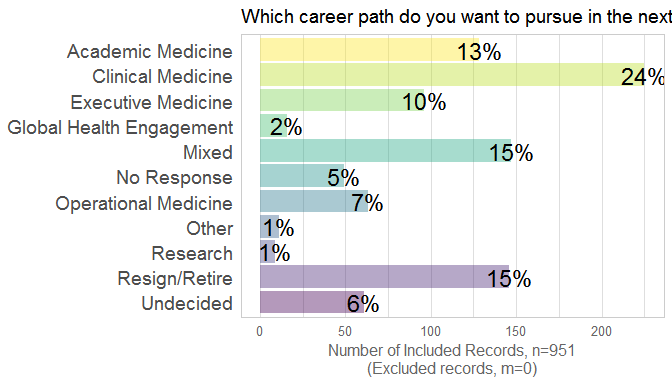 Which career path do you want to pursue in the next
Academic Medicine 13%
Clinical Medicine 24%
Executive Medicine 10%
Global Health Engagement 2%
Mixed 15%
No Response 5%
Operational Medicine 7%
Other 1%
Research 1%
Resign/Retire 15%
Undecided 6%
0 50 100 150 200
Number of Included Records, n=951
(Excluded records, m=0)